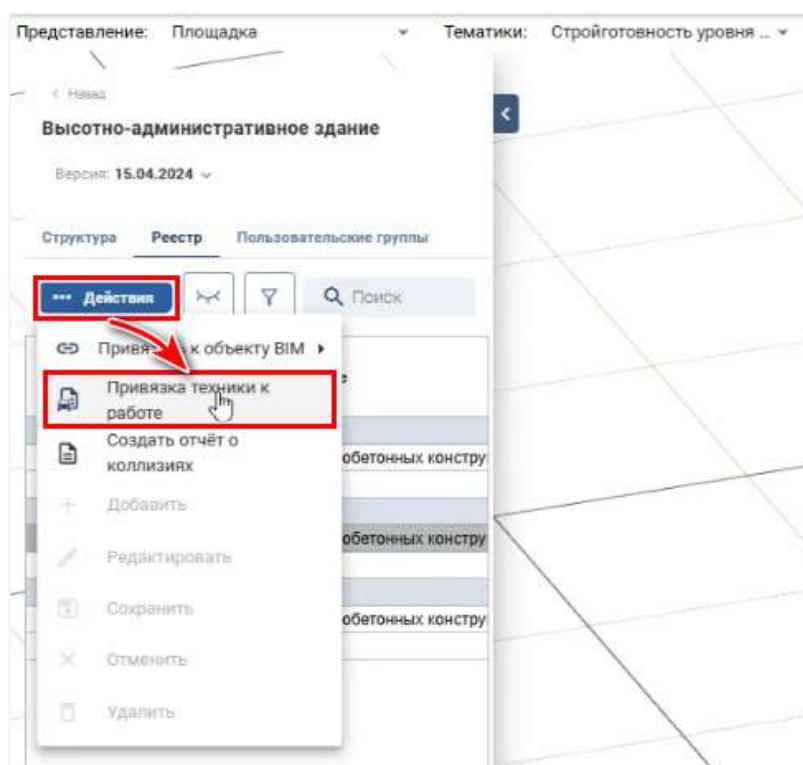 Представление: Площадка Тематики: Стройготовность уровня ...
< Назад
Высотно-административное здание
Версия: 15.04.2024
Структура Реестр Пользовательские группы
••• Действия Поиск
к объекту BIM
Привязка техники к
работе
Создать отчёт о
коллизиях
обетонных констру
Добавить
обетонных констру
Редактировать
Сохранить
обетонных констру
Отменить
Удалить